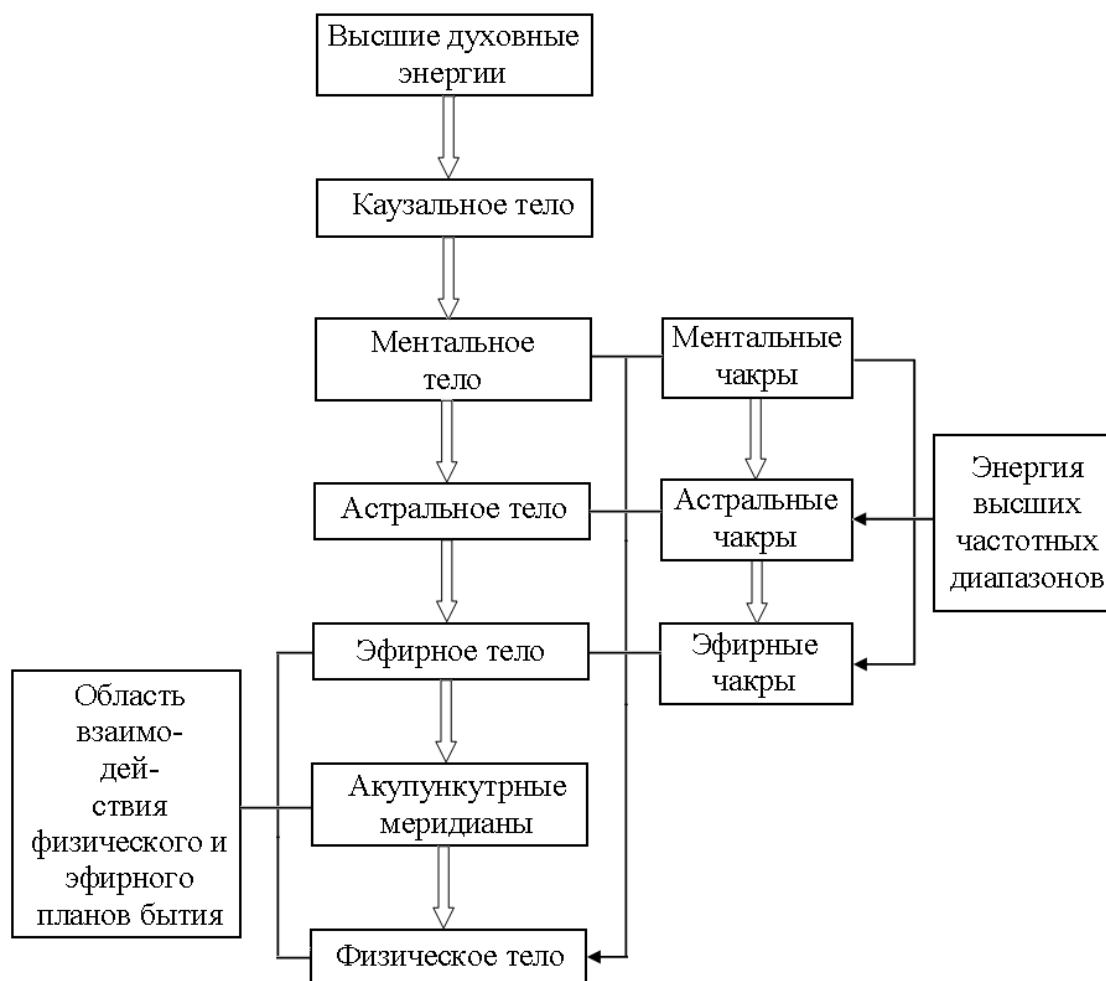 Высшие духовные
энергии
Каузальное тело
Ментальное
тело
Ментальные
чакры
Энергия
высших
частотных
диапазонов
Астральное тело
Астральные
чакры
Эфирное тело
Эфирные
чакры
Область
взаимо-
дей-
ствия
физического и
эфирного
планов бытия
Акупункутрные
меридианы
Физическое тело